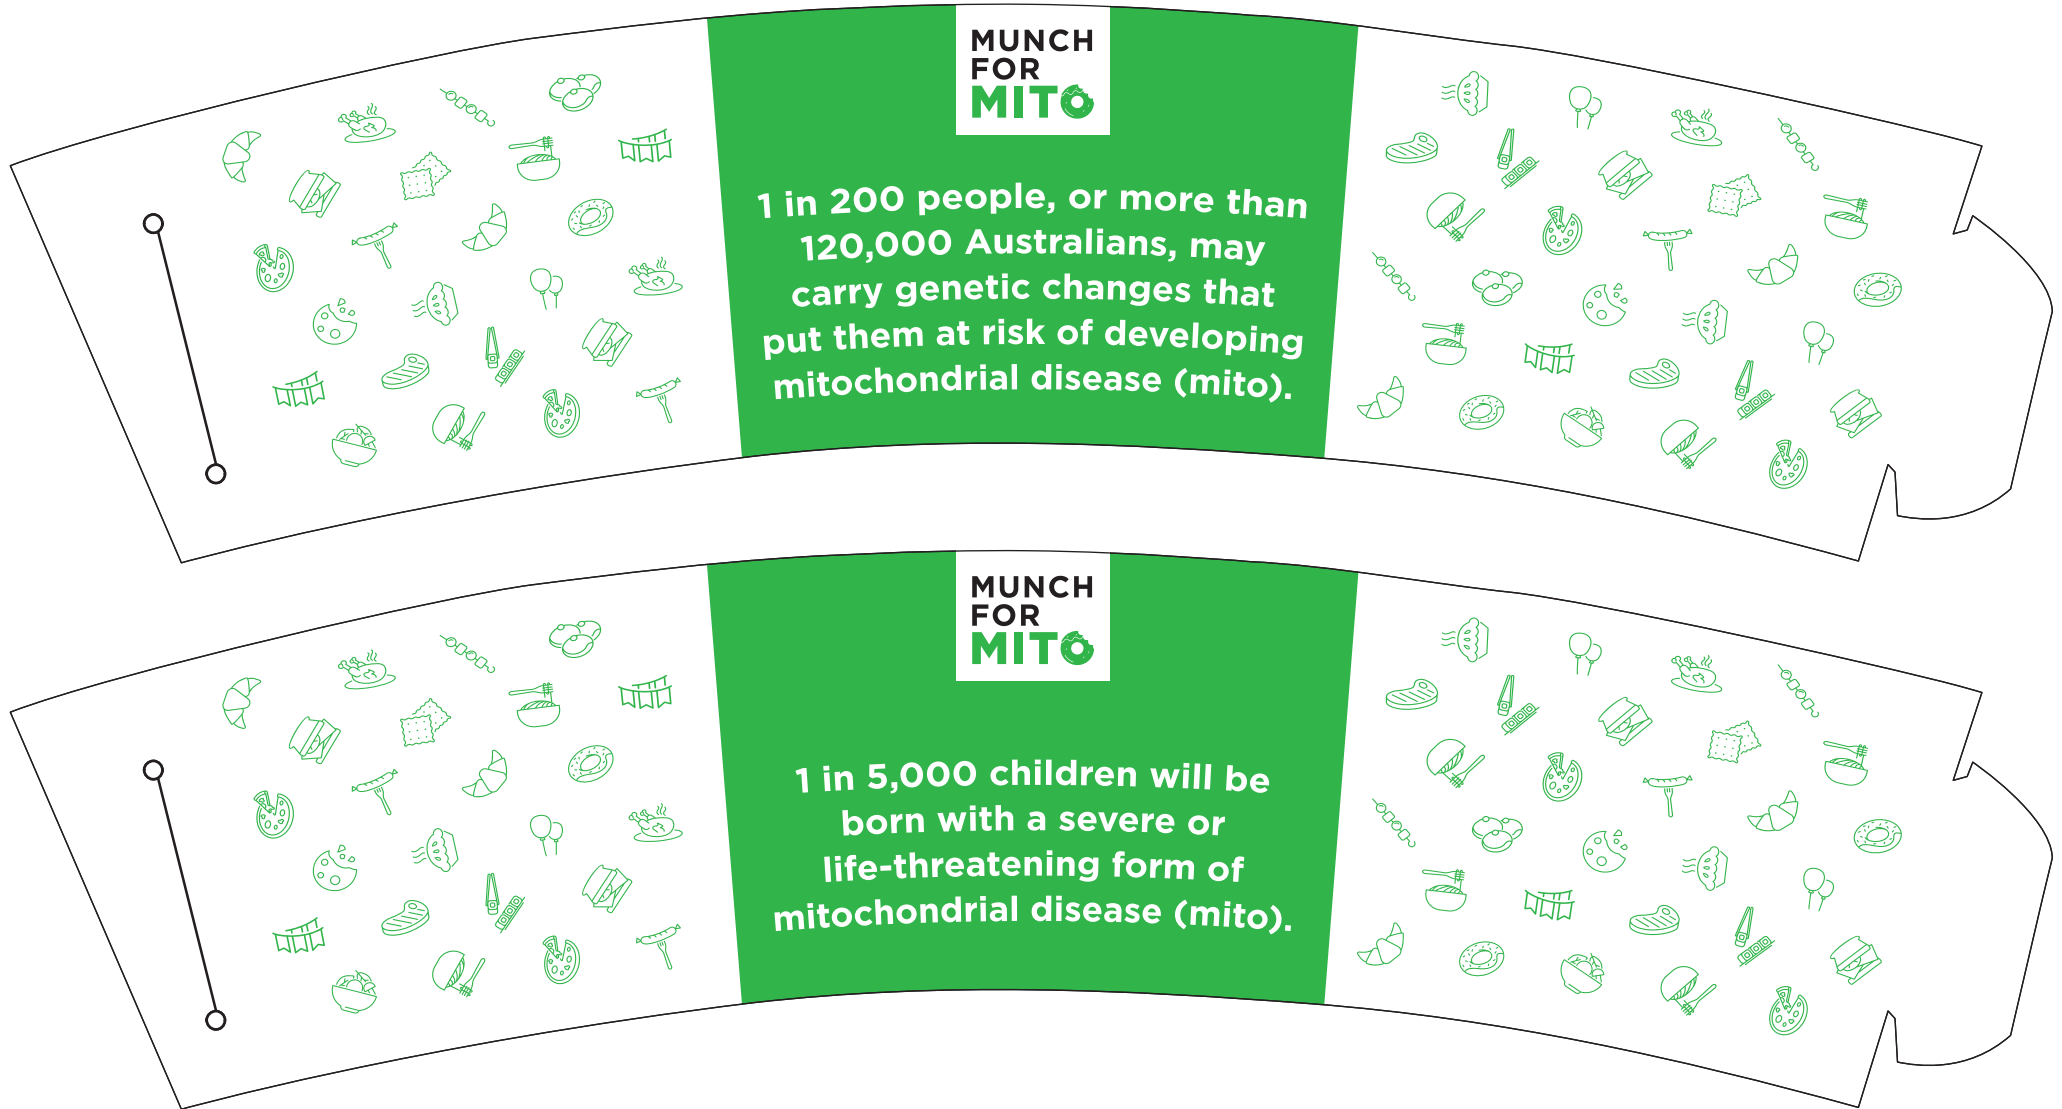 MUNCH
FOR
MITO
1 in 200 people, or more than
120,000 Australians, may
carry genetic changes that
put them at risk of developing
mitochondrial disease (mito).
MUNCH
FOR
MITO
1 in 5,000 children will be
born with a severe or
life-threatening form of
mitochondrial disease (mito).